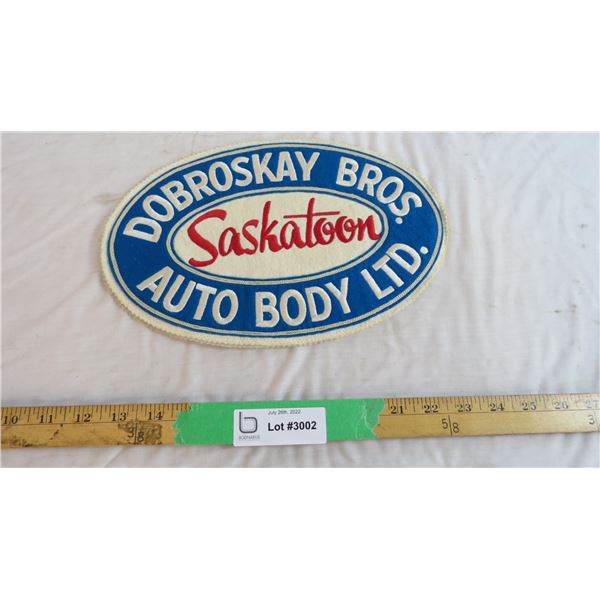 DOBROSKAY BROS.
Saskatoon
AUTO BODY LTD.
10 11 12 13 14 21 22 23 24 25 26
5 8
July 26th, 2022
Lot #3002
BODNARUS